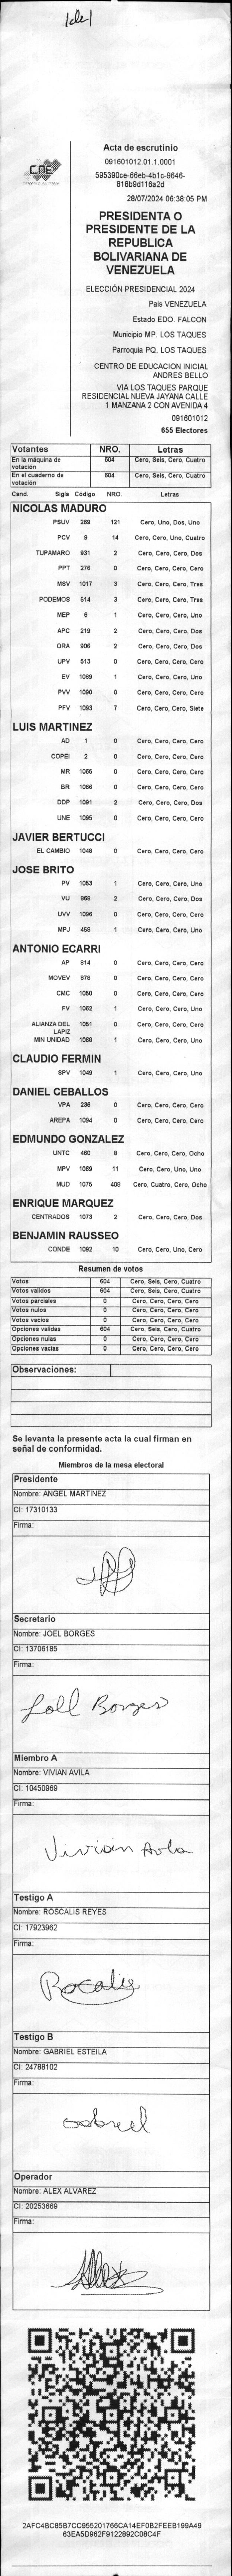 1 de 1
CNE
Acta de escrutinio
091601012.01.1.0001
595390ce-66eb-4b1c-9646-
818b9d116a2d
28/07/2024 06:38:05 PM
PRESIDENTA O
PRESIDENTE DE LA
REPUBLICA
BOLIVARIANA DE
VENEZUELA
ELECCIÓN PRESIDENCIAL 2024
País VENEZUELA
Estado EDO. FALCON
Municipio MP. LOS TAQUES
Parroquia PQ. LOS TAQUES
CENTRO DE EDUCACION INICIAL
ANDRES BELLO
VIA LOS TAQUES PARQUE
RESIDENCIAL NUEVA JAYANA CALLE
1 MANZANA 2 CON AVENIDA 4
091601012
655 Electores
Votantes NRO. Letras
En la máquina de votación 604 Cero, Seis, Cero, Cuatro
En el cuaderno de votación 604 Cero, Seis, Cero, Cuatro
Cand. Sigla Código NRO. Letras
NICOLAS MADURO
PSUV 269 121 Cero, Uno, Dos, Uno
PCV 9 14 Cero, Cero, Uno, Cuatro
TUPAMARO 931 2 Cero, Cero, Cero, Dos
PPT 276 0 Cero, Cero, Cero, Cero
MSV 1017 3 Cero, Cero, Cero, Tres
PODEMOS 514 3 Cero, Cero, Cero, Tres
MEP 6 1 Cero, Cero, Cero, Uno
APC 219 2 Cero, Cero, Cero, Dos
ORA 906 2 Cero, Cero, Cero, Dos
UPV 513 0 Cero, Cero, Cero, Cero
EV 1089 1 Cero, Cero, Cero, Uno
PVV 1090 0 Cero, Cero, Cero, Cero
PFV 1093 7 Cero, Cero, Cero, Siete
LUIS MARTINEZ
AD 1 0 Cero, Cero, Cero, Cero
COPEI 2 0 Cero, Cero, Cero, Cero
MR 1065 0 Cero, Cero, Cero, Cero
BR 1066 0 Cero, Cero, Cero, Cero
DDP 1091 2 Cero, Cero, Cero, Dos
UNE 1095 0 Cero, Cero, Cero, Cero
JAVIER BERTUCCI
EL CAMBIO 1048 0 Cero, Cero, Cero, Cero
JOSE BRITO
PV 1053 1 Cero, Cero, Cero, Uno
VU 868 2 Cero, Cero, Cero, Dos
UVV 1096 0 Cero, Cero, Cero, Cero
MPJ 458 1 Cero, Cero, Cero, Uno
ANTONIO ECARRI
AP 814 0 Cero, Cero, Cero, Cero
MOVEV 878 0 Cero, Cero, Cero, Cero
CMC 1050 0 Cero, Cero, Cero, Cero
FV 1062 1 Cero, Cero, Cero, Uno
ALIANZA DEL LAPIZ 1051 0 Cero, Cero, Cero, Cero
MIN UNIDAD 1069 1 Cero, Cero, Cero, Uno
CLAUDIO FERMIN
SPV 1049 1 Cero, Cero, Cero, Uno
DANIEL CEBALLOS
VPA 236 0 Cero, Cero, Cero, Cero
AREPA 1094 0 Cero, Cero, Cero, Cero
EDMUNDO GONZALEZ
UNTC 460 8 Cero, Cero, Cero, Ocho
MPV 1069 11 Cero, Cero, Uno, Uno
MUD 1075 408 Cero, Cuatro, Cero, Ocho
ENRIQUE MARQUEZ
CENTRADOS 1073 2 Cero, Cero, Cero, Dos
BENJAMIN RAUSSEO
CONDE 1092 10 Cero, Cero, Uno, Cero
Resumen de votos
Votos 604 Cero, Seis, Cero, Cuatro
Votos validos 604 Cero, Seis, Cero, Cuatro
Votos parciales 0 Cero, Cero, Cero, Cero
Votos nulos 0 Cero, Cero, Cero, Cero
Votos vacios 0 Cero, Cero, Cero, Cero
Opciones validas 604 Cero, Seis, Cero, Cuatro
Opciones nulas 0 Cero, Cero, Cero, Cero
Opciones vacias 0 Cero, Cero, Cero, Cero
Observaciones:
Se levanta la presente acta la cual firman en
señal de conformidad.
Miembros de la mesa electoral
Presidente
Nombre: ANGEL MARTINEZ
CI: 17310133
Firma:
Secretario
Nombre: JOEL BORGES
CI: 13706185
Firma:
Joel Borges
Miembro A
Nombre: VIVIAN AVILA
CI: 10450969
Firma:
Vivian Avila
Testigo A
Nombre: ROSCALIS REYES
CI: 17923962
Firma:
Testigo B
Nombre: GABRIEL ESTEILA
CI: 24788102
Firma:
Gabriel
Operador
Nombre: ALEX ALVAREZ
CI: 20253669
Firma:
2AFC4BC85B7CC955201766CA14EF0B2FEEB199A49
63EA5D962F9122B92C08C4F